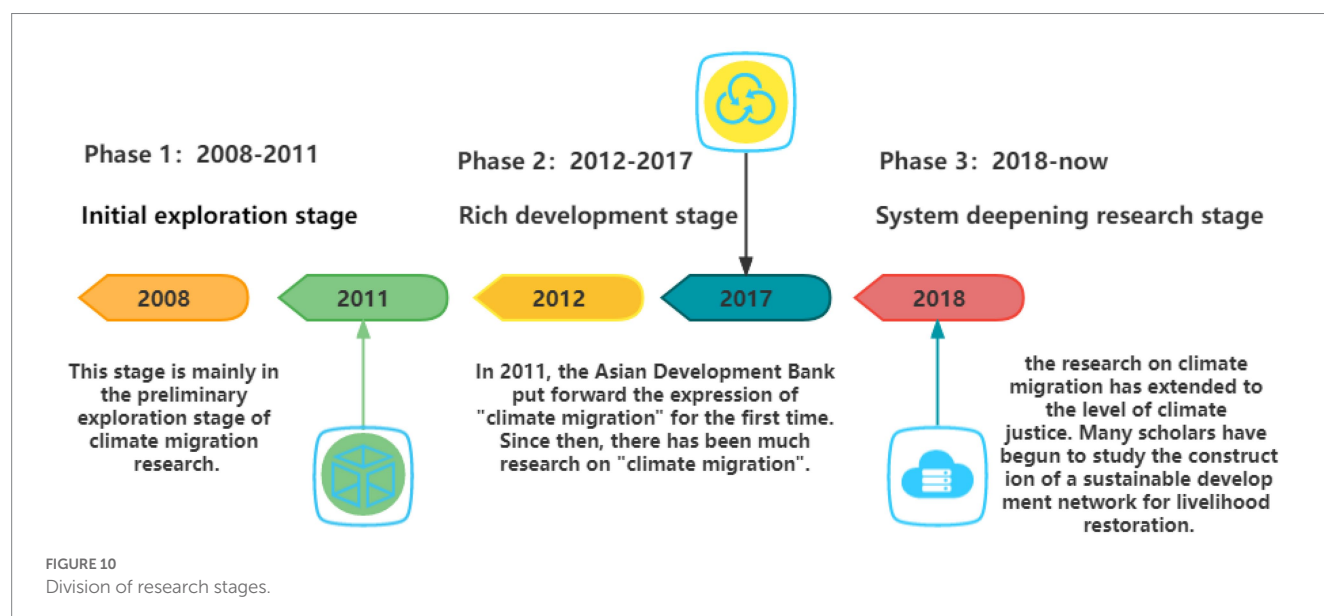 Phase 1: 2008-2011
Initial exploration stage
Phase 2: 2012-2017
Rich development stage
Phase 3: 2018-now
System deepening research stage
2008
2011
2012
2017
2018
This stage is mainly in
the preliminary
exploration stage of
climate migration
research.
In 2011, the Asian Development Bank
put forward the expression of
"climate migration" for the first time.
Since then, there has been much
research on "climate migration".
the research on climate
migration has extended to
the level of climate
justice. Many scholars have
begun to study the construct
ion of a sustainable develop
ment network for livelihood
restoration.
FIGURE 10
Division of research stages.